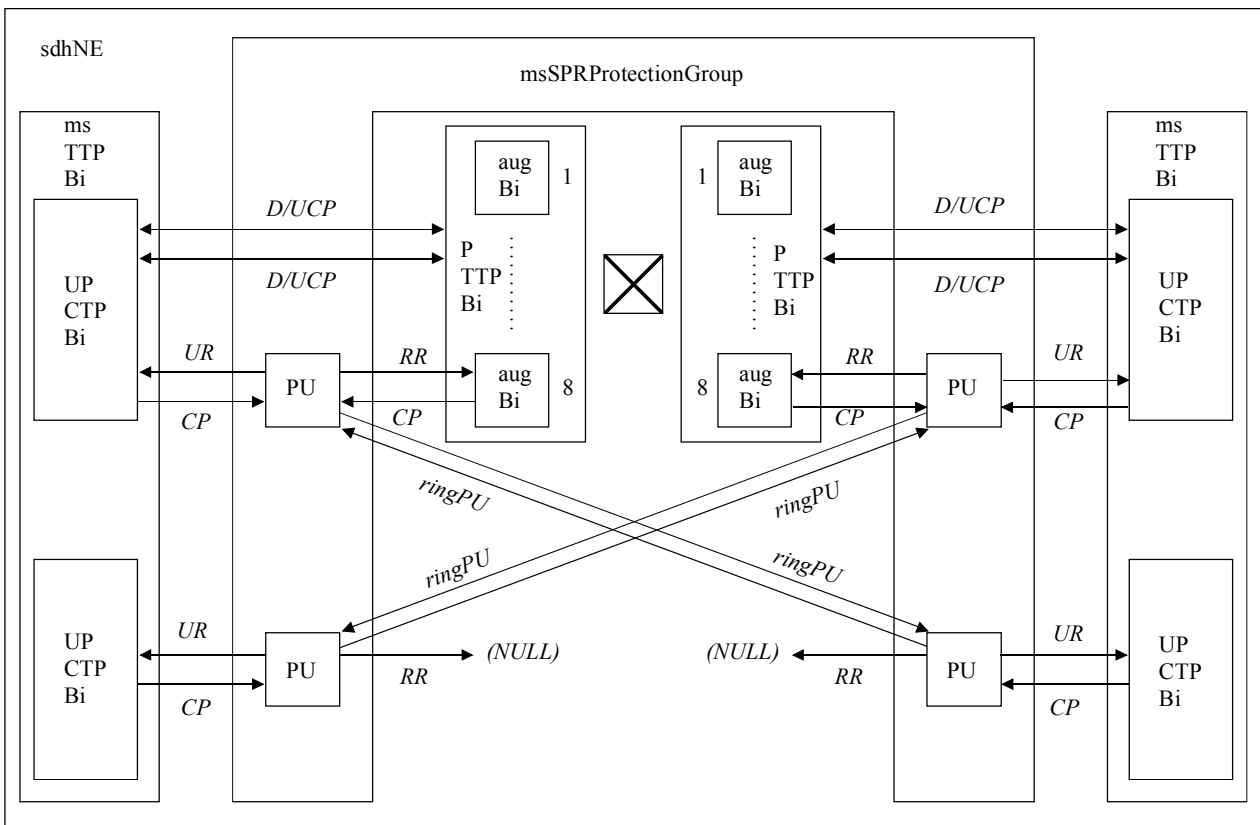 sdhNE
msSPRProtectionGroup
ms
TTP
Bi
UP
CTP
Bi
D/UCP
D/UCP
UR
CP
PU
RR
CP
aug
Bi
1
P
TTP
Bi
aug
Bi
8
aug
Bi
1
P
TTP
Bi
aug
Bi
8
ms
TTP
Bi
D/UCP
D/UCP
UP
CTP
Bi
RR
CP
PU
UR
CP
ringPU
ringPU
ringPU
ringPU
UP
CTP
Bi
UR
CP
PU
RR
(NULL)
(NULL)
RR
PU
UR
CP
UP
CTP
Bi